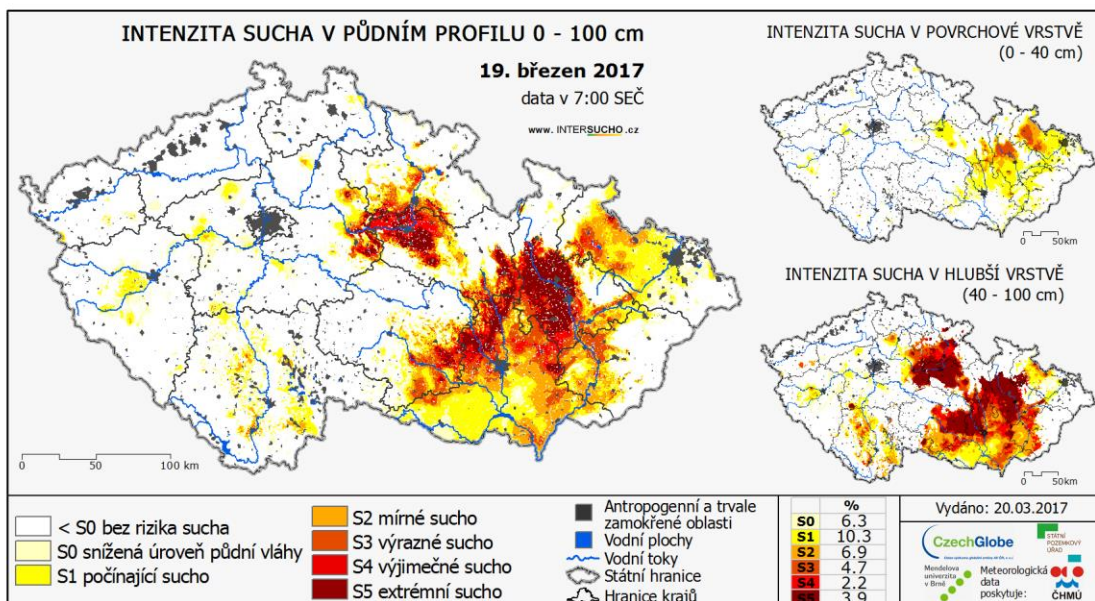 INTENZITA SUCHA V PŮDNÍM PROFILU 0 - 100 cm
19. březen 2017
data v 7:00 SEČ
www. INTERSUCHO .cz
0 50 100 km
INTENZITA SUCHA V POVRCHOVÉ VRSTVĚ
(0 - 40 cm)
0 50km
INTENZITA SUCHA V HLUBŠÍ VRSTVĚ
(40 - 100 cm)
0 50km
< S0 bez rizika sucha
S0 snížená úroveň půdní vláhy
S1 počínající sucho
S2 mírné sucho
S3 výrazné sucho
S4 výjimečné sucho
S5 extrémní sucho
Antropogenní a trvale
zamokřené oblasti
Vodní plochy
Vodní toky
Státní hranice
Hranice krajů
%
S0 6.3
S1 10.3
S2 6.9
S3 4.7
S4 2.2
S5 3.9
Vydáno: 20.03.2017
CzechGlobe
STÁTNÍ
POZEMKOVÝ
ÚŘAD
Mendelova
univerzita
v Brně
Meteorologická
data
poskytuje:
ČHMÚ